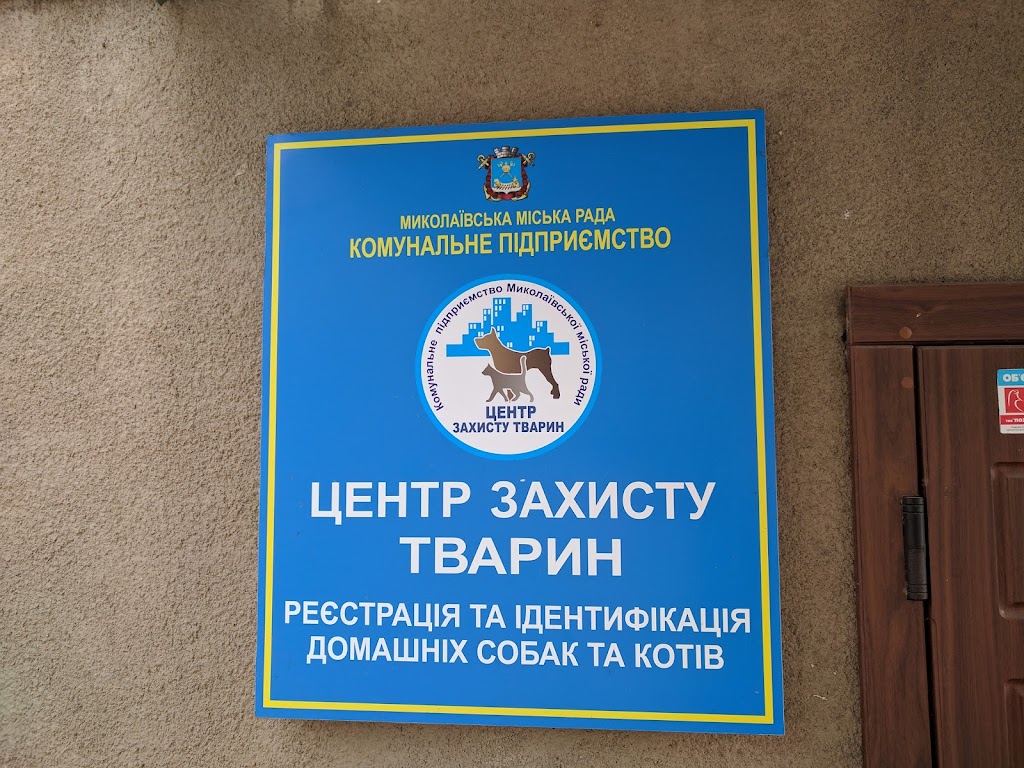 МИКОЛАЇВСЬКА МІСЬКА РАДА
КОМУНАЛЬНЕ ПІДПРИЄМСТВО
Комунальне підприємство Миколаївської міської ради
ЦЕНТР
ЗАХИСТУ ТВАРИН
ЦЕНТР ЗАХИСТУ
ТВАРИН
РЕЄСТРАЦІЯ ТА ІДЕНТИФІКАЦІЯ
ДОМАШНІХ СОБАК ТА КОТІВ